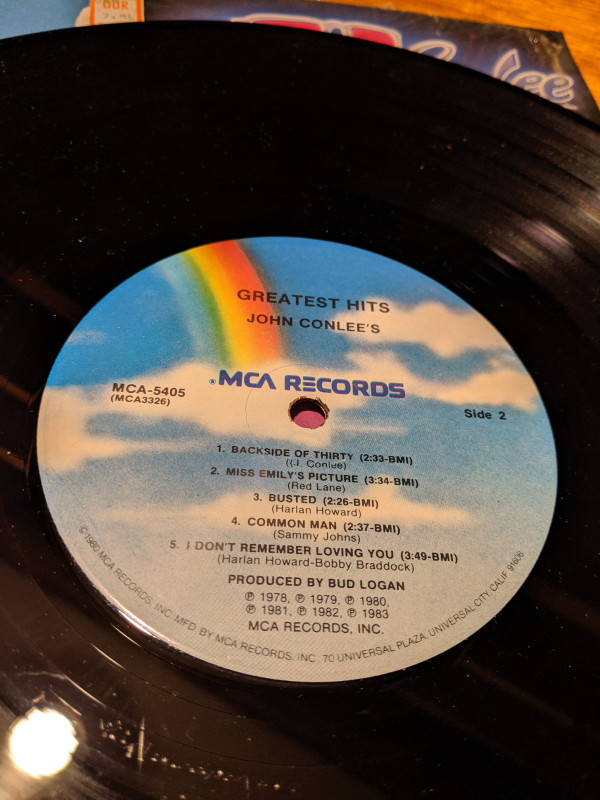 GREATEST HITS
JOHN CONLEE'S
® MCA RECORDS
MCA-5405
(MCA3326)
Side 2
1. BACKSIDE OF THIRTY (2:33-BMI)
((J. Conlee)
2. MISS EMILY'S PICTURE (3:34-BMI)
(Red Lane)
3. BUSTED (2:26-BMI)
(Harlan Howard)
4. COMMON MAN (2:37-BMI)
(Sammy Johns)
5. I DON'T REMEMBER LOVING YOU (3:49-BMI)
(Harlan Howard-Bobby Braddock)
PRODUCED BY BUD LOGAN
℗ 1978, ℗ 1979, ℗ 1980,
℗ 1981, ℗ 1982, ℗ 1983
MCA RECORDS, INC.
©1980 MCA RECORDS, INC. MFD. BY MCA RECORDS, INC. 70 UNIVERSAL PLAZA, UNIVERSAL CITY, CALIF. 91608